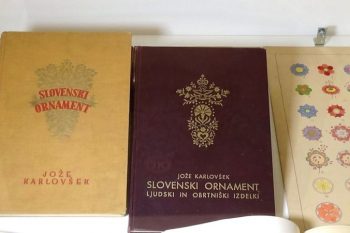 SLOVENSKI
ORNAMENT
JOŽE
KARLOVŠEK
JOŽE KARLOVŠEK
SLOVENSKI ORNAMENT
LJUDSKI IN OBRTNIŠKI IZDELKI